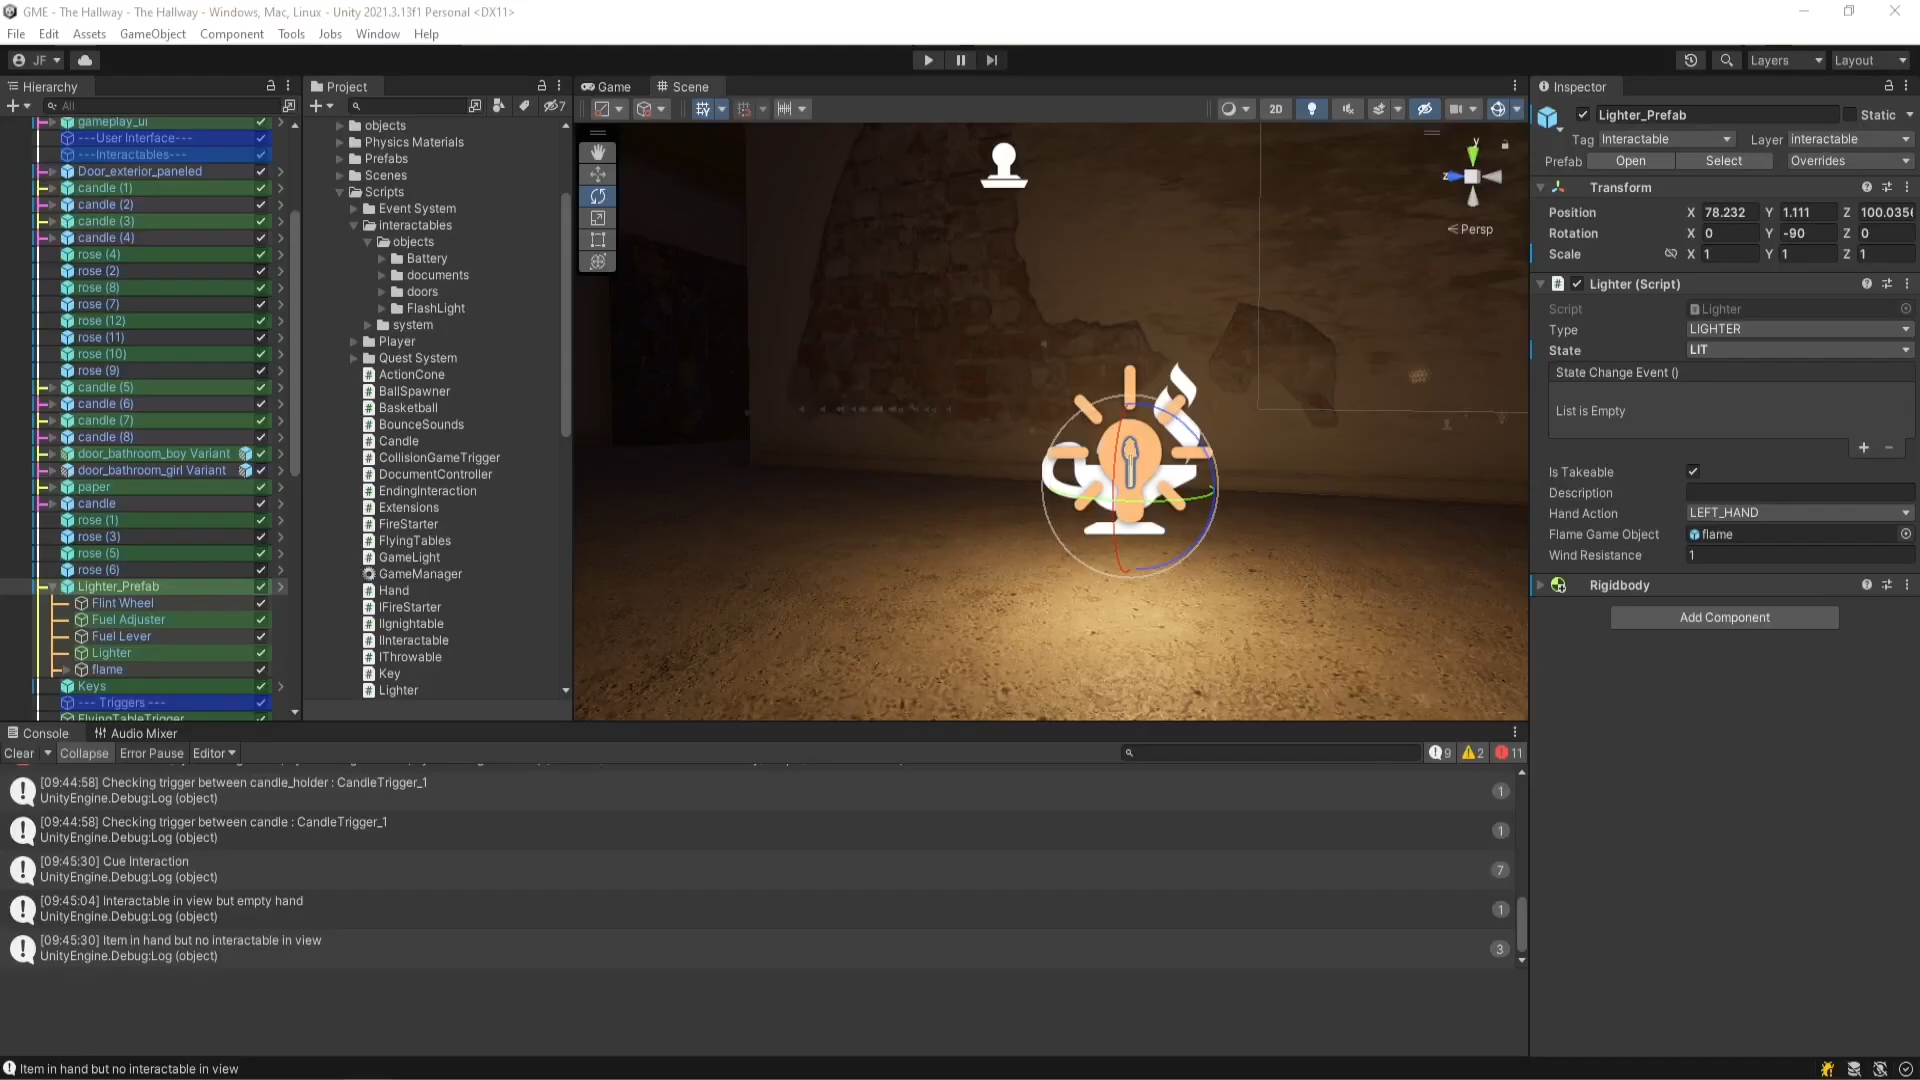 GME - The Hallway - The Hallway - Windows, Mac, Linux - Unity 2021.3.13f1 Personal <DX11>
File Edit Assets GameObject Component Tools Jobs Window Help
JF
Layers
Layout
Hierarchy
All
gameplay_ui
---User Interface---
---Interactables---
Door_exterior_paneled
candle (1)
candle (2)
candle (3)
candle (4)
rose (4)
rose (2)
rose (8)
rose (7)
rose (12)
rose (11)
rose (10)
rose (9)
candle (5)
candle (6)
candle (7)
candle (8)
door_bathroom_boy Variant
door_bathroom_girl Variant
paper
candle
rose (1)
rose (3)
rose (5)
rose (6)
Lighter_Prefab
Flint Wheel
Fuel Adjuster
Fuel Lever
Lighter
flame
Keys
--- Triggers ---
FlyingTableTrigger
Project
7
objects
Physics Materials
Prefabs
Scenes
Scripts
Event System
interactables
objects
Battery
documents
doors
FlashLight
system
Player
Quest System
ActionCone
BallSpawner
Basketball
BounceSounds
Candle
CollisionGameTrigger
DocumentController
EndingInteraction
Extensions
FireStarter
FlyingTables
GameLight
GameManager
Hand
IFireStarter
IIgnightable
IInteractable
IThrowable
Key
Lighter
Game Scene
2D
y
z
Persp
Inspector
Lighter_Prefab Static
Tag Interactable Layer interactable
Prefab Open Select Overrides
Transform
Position X 78.232 Y 1.111 Z 100.035
Rotation X 0 Y -90 Z 0
Scale X 1 Y 1 Z 1
Lighter (Script)
Script Lighter
Type LIGHTER
State LIT
State Change Event ()
List is Empty
Is Takeable
Description
Hand Action LEFT_HAND
Flame Game Object flame
Wind Resistance 1
Rigidbody
Add Component
Console Audio Mixer
Clear Collapse Error Pause Editor
9 2 11
[09:44:58] Checking trigger between candle_holder : CandleTrigger_1
UnityEngine.Debug:Log (object)
1
[09:44:58] Checking trigger between candle : CandleTrigger_1
UnityEngine.Debug:Log (object)
1
[09:45:30] Cue Interaction
UnityEngine.Debug:Log (object)
7
[09:45:04] Interactable in view but empty hand
UnityEngine.Debug:Log (object)
1
[09:45:30] Item in hand but no interactable in view
UnityEngine.Debug:Log (object)
3
Item in hand but no interactable in view